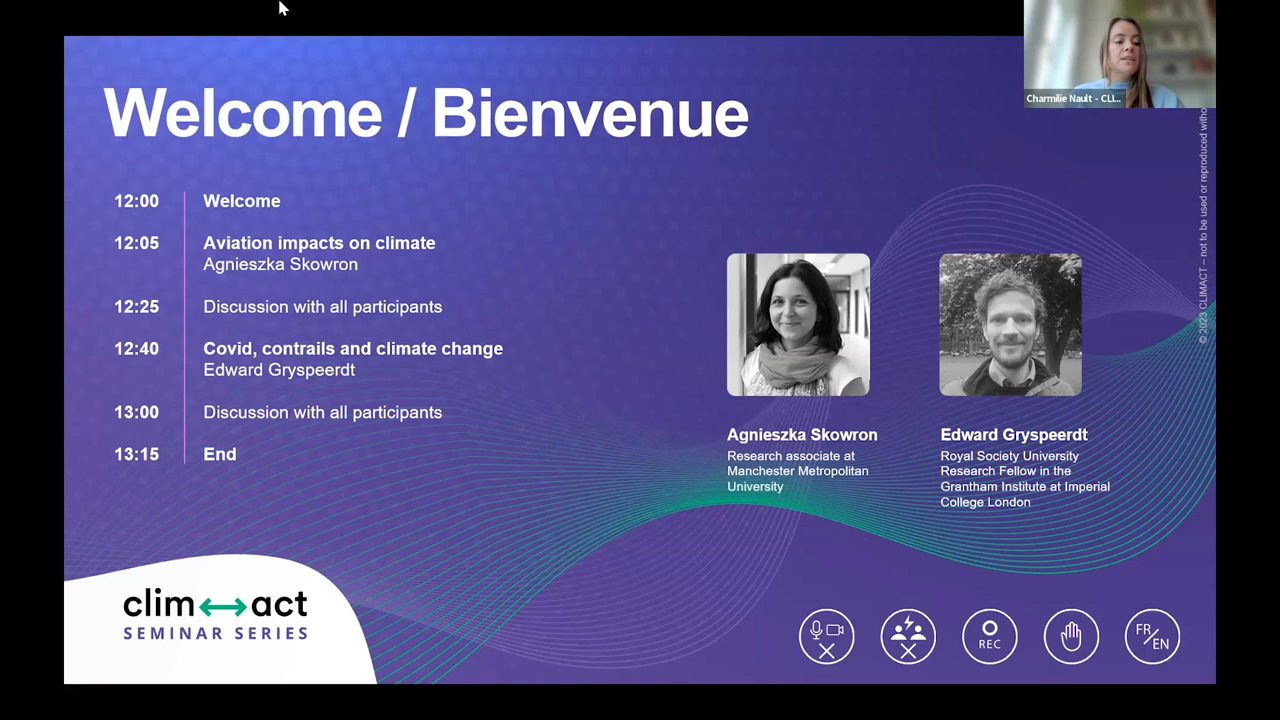 Charmilie Nault - CLI...
Welcome / Bienvenue
12:00 Welcome
12:05 Aviation impacts on climate
Agnieszka Skowron
12:25 Discussion with all participants
12:40 Covid, contrails and climate change
Edward Gryspeerdt
13:00 Discussion with all participants
13:15 End
Agnieszka Skowron
Research associate at
Manchester Metropolitan
University
Edward Gryspeerdt
Royal Society University
Research Fellow in the
Grantham Institute at Imperial
College London
© 2023 CLIMACT – not to be used or reproduced witho
clim act
SEMINAR SERIES
REC
FR/EN